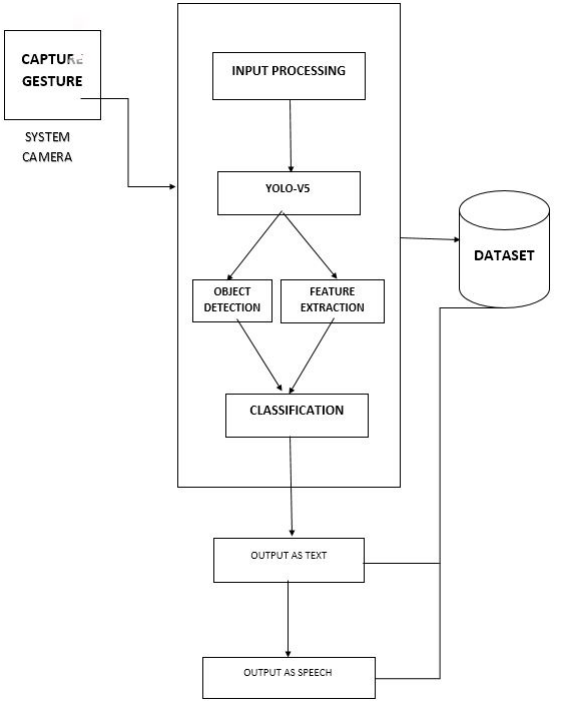 CAPTURE
GESTURE
SYSTEM
CAMERA
INPUT PROCESSING
YOLO-V5
OBJECT
DETECTION
FEATURE
EXTRACTION
CLASSIFICATION
DATASET
OUTPUT AS TEXT
OUTPUT AS SPEECH